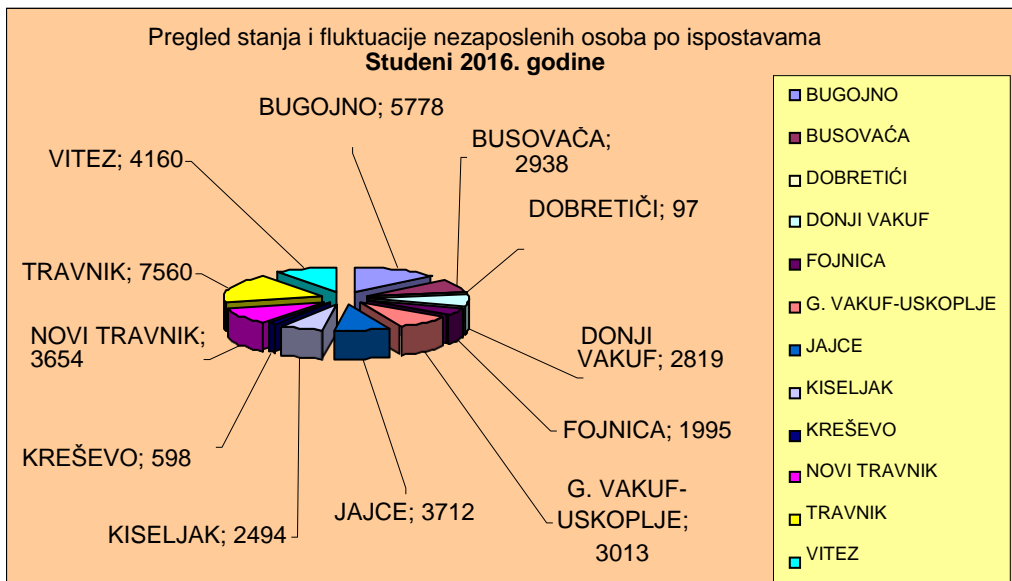 Pregled stanja i fluktuacije nezaposlenih osoba po ispostavama
Studeni 2016. godine
BUGOJNO; 5778
BUSOVAČA;
2938
DOBRETIČI; 97
DONJI
VAKUF; 2819
FOJNICA; 1995
G. VAKUF-
USKOPLJE;
3013
JAJCE; 3712
KISELJAK; 2494
KREŠEVO; 598
NOVI TRAVNIK;
3654
TRAVNIK; 7560
VITEZ; 4160
BUGOJNO
BUSOVAĆA
DOBRETIĆI
DONJI VAKUF
FOJNICA
G. VAKUF-USKOPLJE
JAJCE
KISELJAK
KREŠEVO
NOVI TRAVNIK
TRAVNIK
VITEZ